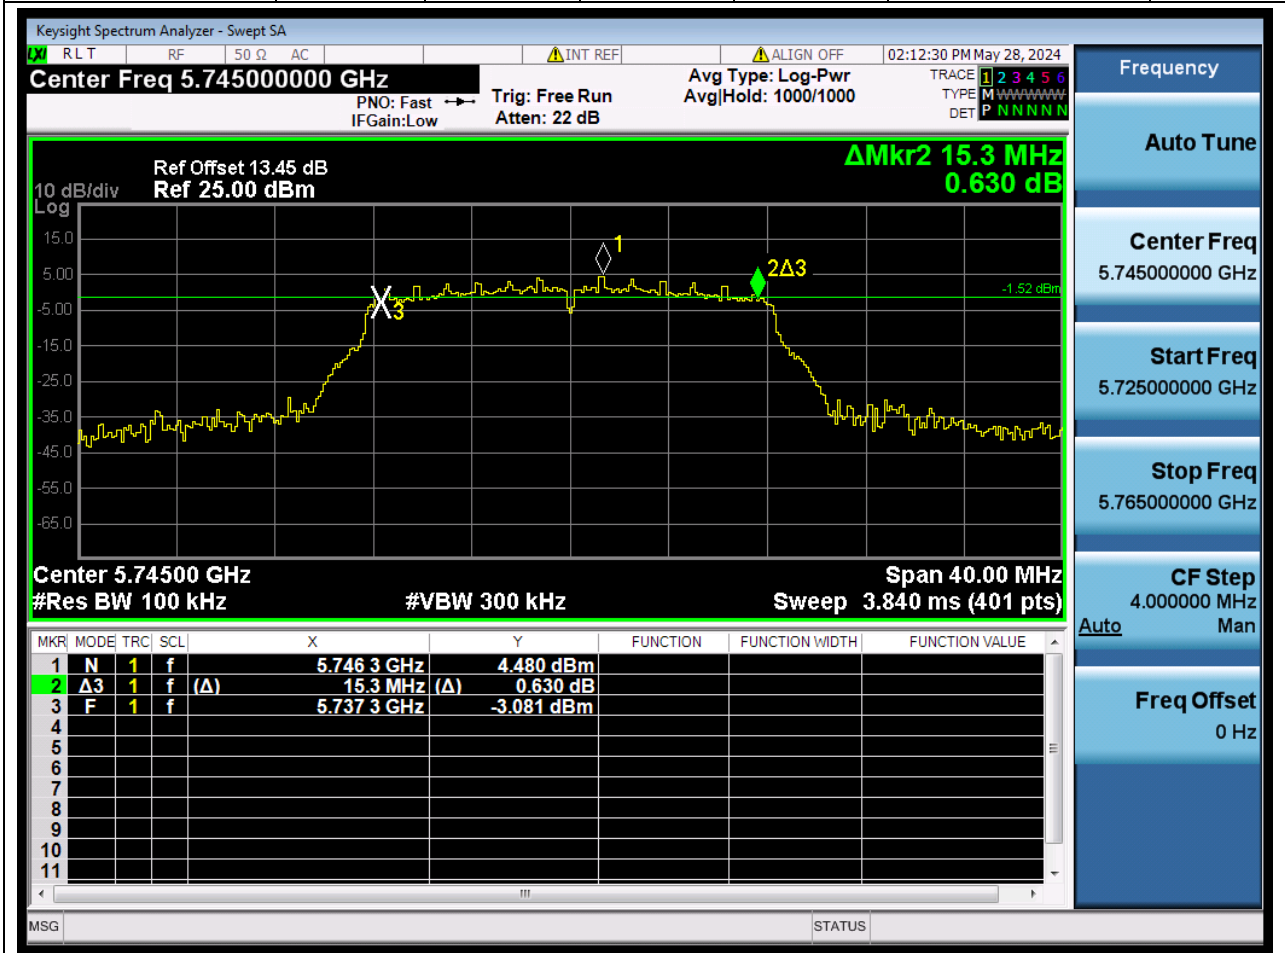 Keysight Spectrum Analyzer - Swept SA
LXI RLT RF 50 Ω AC INT REF ALIGN OFF 02:12:30 PM May 28, 2024
Center Freq 5.745000000 GHz
PNO: Fast
IFGain:Low
Trig: Free Run
Atten: 22 dB
Avg Type: Log-Pwr
Avg|Hold: 1000/1000
TRACE 1 2 3 4 5 6
TYPE M WWWWW
DET P N N N N N
ΔMkr2 15.3 MHz
0.630 dB
Ref Offset 13.45 dB
10 dB/div Ref 25.00 dBm
Log
15.0
5.00
-5.00
-15.0
-25.0
-35.0
-45.0
-55.0
-65.0
1
2Δ3
3
-1.52 dBm
Center 5.74500 GHz Span 40.00 MHz
#Res BW 100 kHz #VBW 300 kHz Sweep 3.840 ms (401 pts)
MKR MODE TRC SCL X Y FUNCTION FUNCTION WIDTH FUNCTION VALUE
1 N 1 f 5.746 3 GHz 4.480 dBm
2 Δ3 1 f (Δ) 15.3 MHz (Δ) 0.630 dB
3 F 1 f 5.737 3 GHz -3.081 dBm
4
5
6
7
8
9
10
11
MSG STATUS
Frequency
Auto Tune
Center Freq
5.745000000 GHz
Start Freq
5.725000000 GHz
Stop Freq
5.765000000 GHz
CF Step
4.000000 MHz
Auto Man
Freq Offset
0 Hz